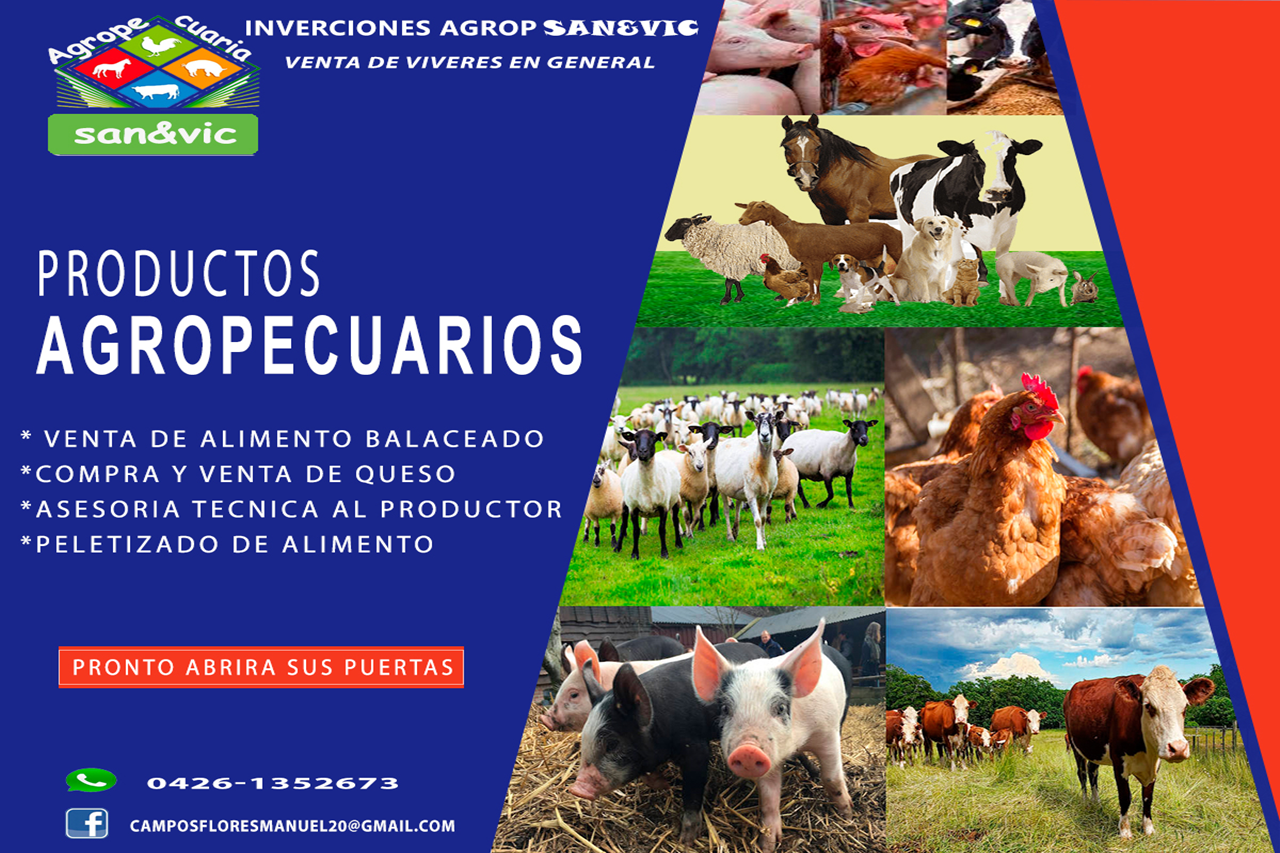 Agropecuaria
san&vic
INVERCIONES AGROP SAN&VIC
VENTA DE VIVERES EN GENERAL
PRODUCTOS
AGROPECUARIOS
* VENTA DE ALIMENTO BALACEADO
*COMPRA Y VENTA DE QUESO
*ASESORIA TECNICA AL PRODUCTOR
*PELETIZADO DE ALIMENTO
PRONTO ABRIRA SUS PUERTAS
0426-1352673
f
CAMPOSFLORESMANUEL20@GMAIL.COM